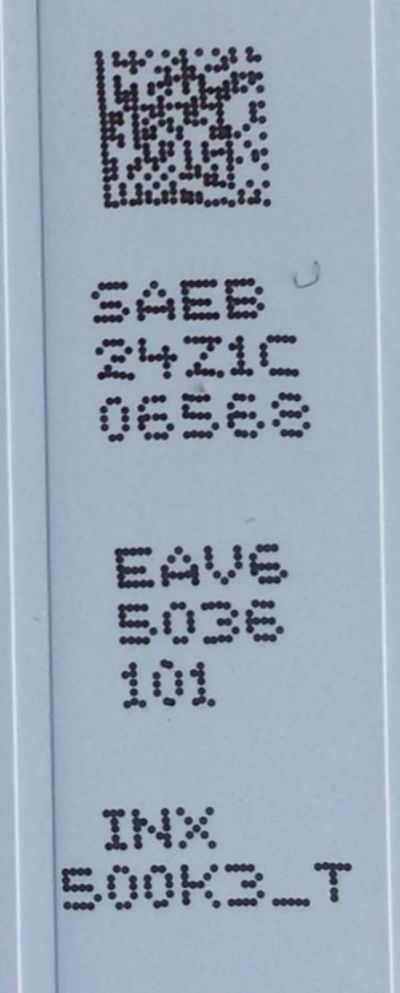 SAEB
24Z1C
06568
EAV6
5036
101
INX
500K3_T